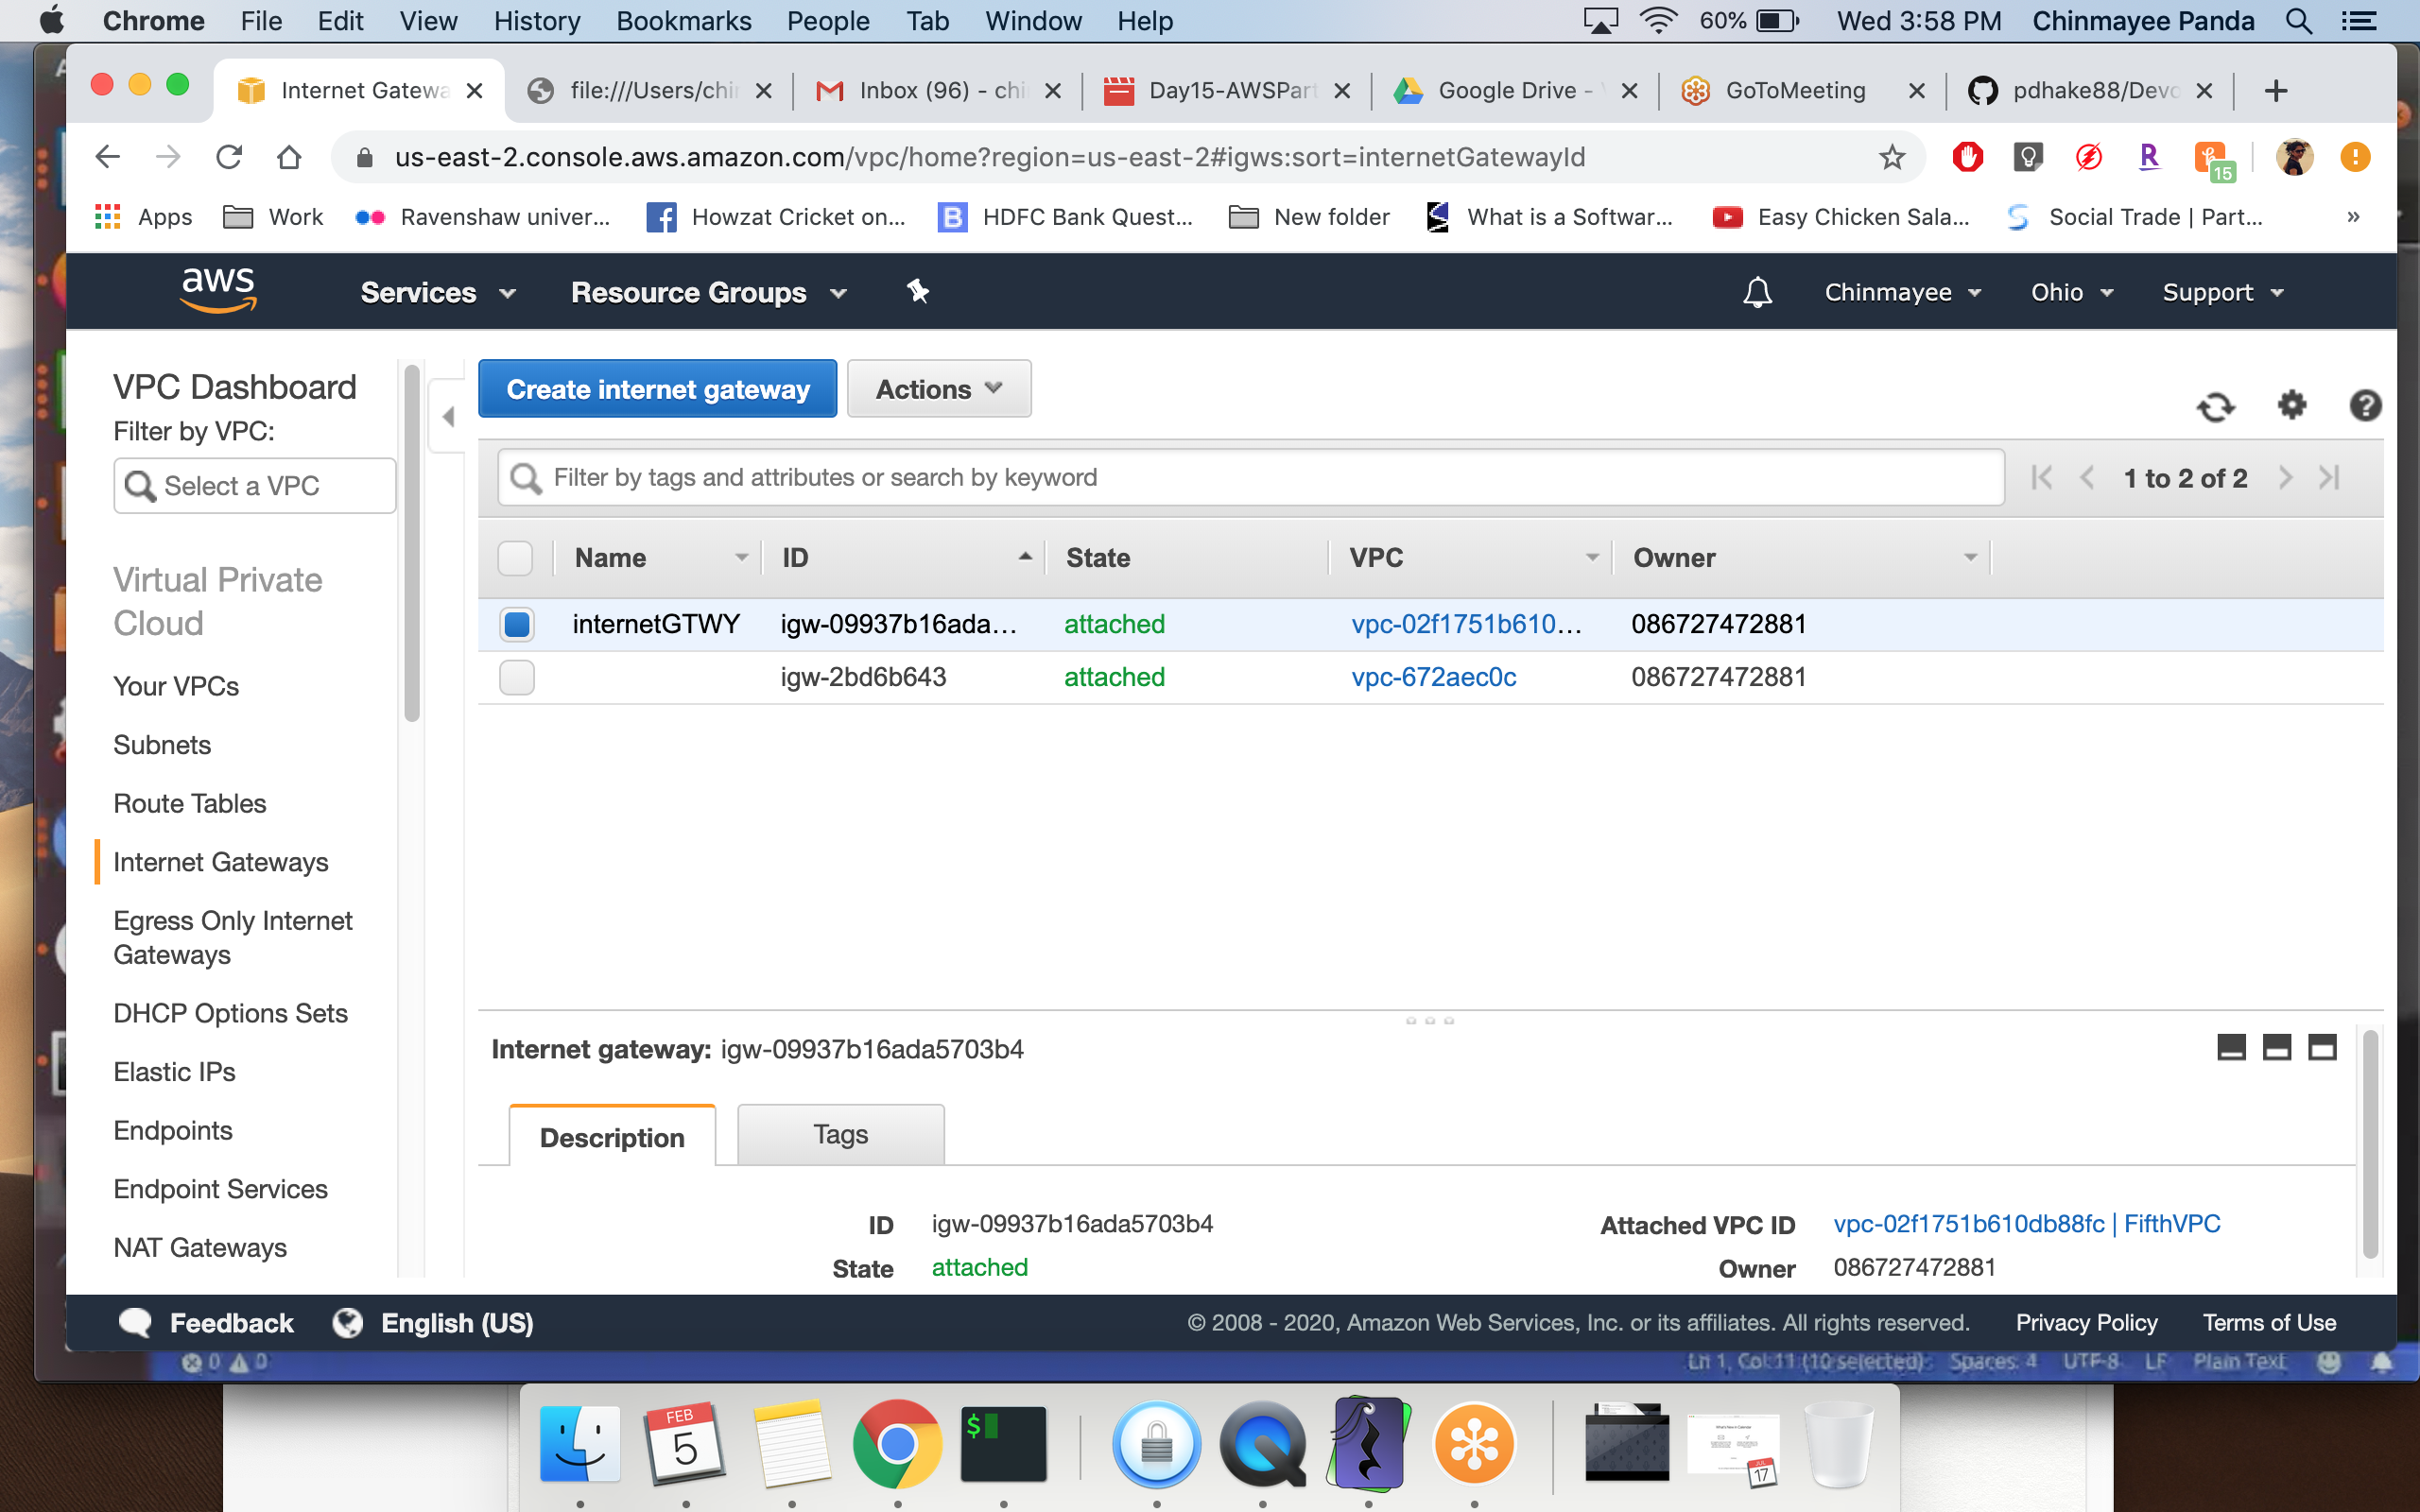 Chrome File Edit View History Bookmarks People Tab Window Help 60% Wed 3:58 PM Chinmayee Panda
Internet Gatewa file:///Users/chin Inbox (96) - chi Day15-AWSPart Google Drive - GoToMeeting pdhake88/Devo
us-east-2.console.aws.amazon.com/vpc/home?region=us-east-2#igws:sort=internetGatewayId
15
Apps Work Ravenshaw univer... Howzat Cricket on... HDFC Bank Quest... New folder What is a Softwar... Easy Chicken Sala... Social Trade | Part... »
aws Services Resource Groups Chinmayee Ohio Support
VPC Dashboard
Filter by VPC:
Select a VPC
Virtual Private
Cloud
Your VPCs
Subnets
Route Tables
Internet Gateways
Egress Only Internet
Gateways
DHCP Options Sets
Elastic IPs
Endpoints
Endpoint Services
NAT Gateways
Create internet gateway Actions
Filter by tags and attributes or search by keyword 1 to 2 of 2
Name ID State VPC Owner
internetGTWY igw-09937b16ada... attached vpc-02f1751b610... 086727472881
igw-2bd6b643 attached vpc-672aec0c 086727472881
Internet gateway: igw-09937b16ada5703b4
Description Tags
ID igw-09937b16ada5703b4 Attached VPC ID vpc-02f1751b610db88fc | FifthVPC
State attached Owner 086727472881
Feedback English (US) © 2008 - 2020, Amazon Web Services, Inc. or its affiliates. All rights reserved. Privacy Policy Terms of Use
0 0 Ln 1, Col 11 (10 selected) Spaces: 4 UTF-8 LF Plain Text
FEB
5
$
JUL
17